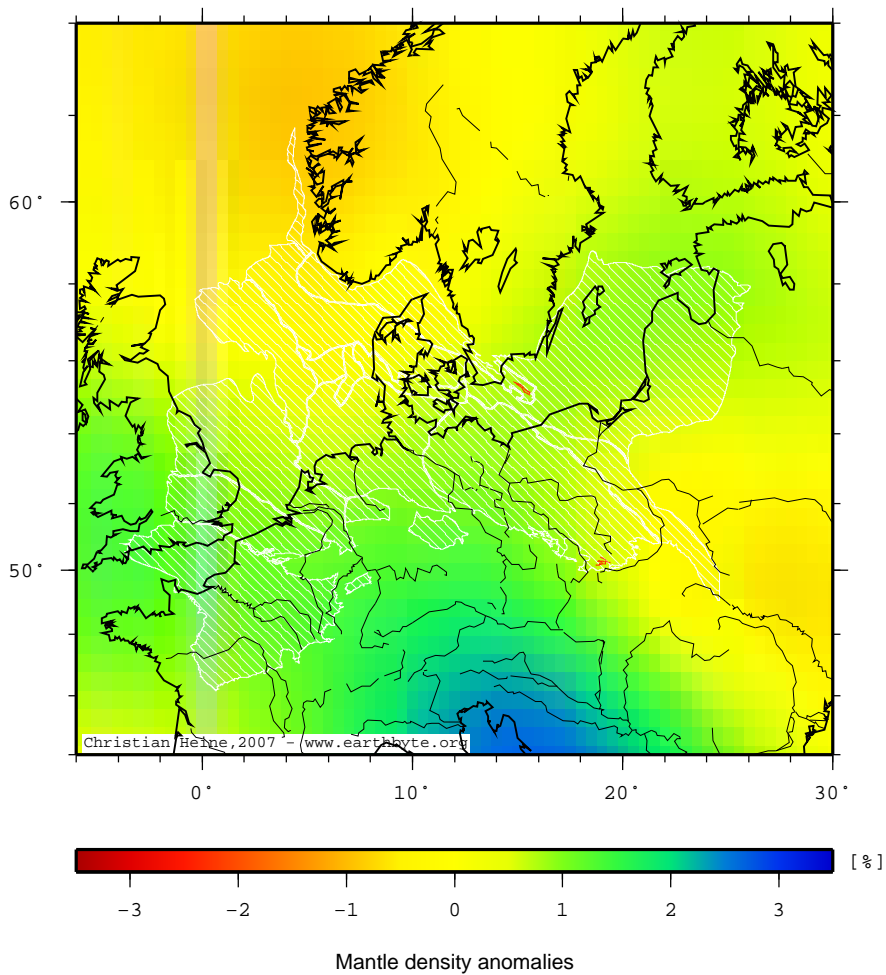 60°
50°
Christian Heine,2007 - www.earthbyte.org
0° 10° 20° 30°
[%]
-3 -2 -1 0 1 2 3
Mantle density anomalies